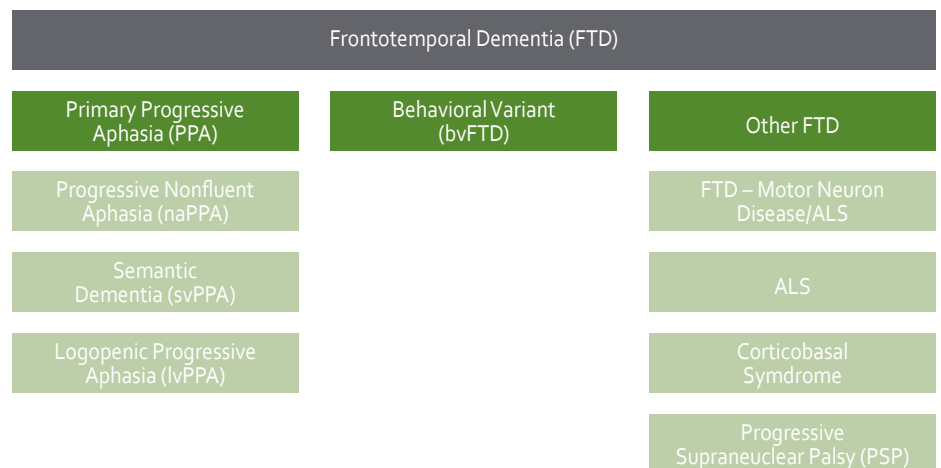 Frontotemporal Dementia (FTD)
Primary Progressive
Aphasia (PPA)
Behavioral Variant
(bvFTD)
Other FTD
Progressive Nonfluent
Aphasia (naPPA)
FTD – Motor Neuron
Disease/ALS
Semantic
Dementia (svPPA)
ALS
Logopenic Progressive
Aphasia (lvPPA)
Corticobasal
Symdrome
Progressive
Supranuclear Palsy (PSP)